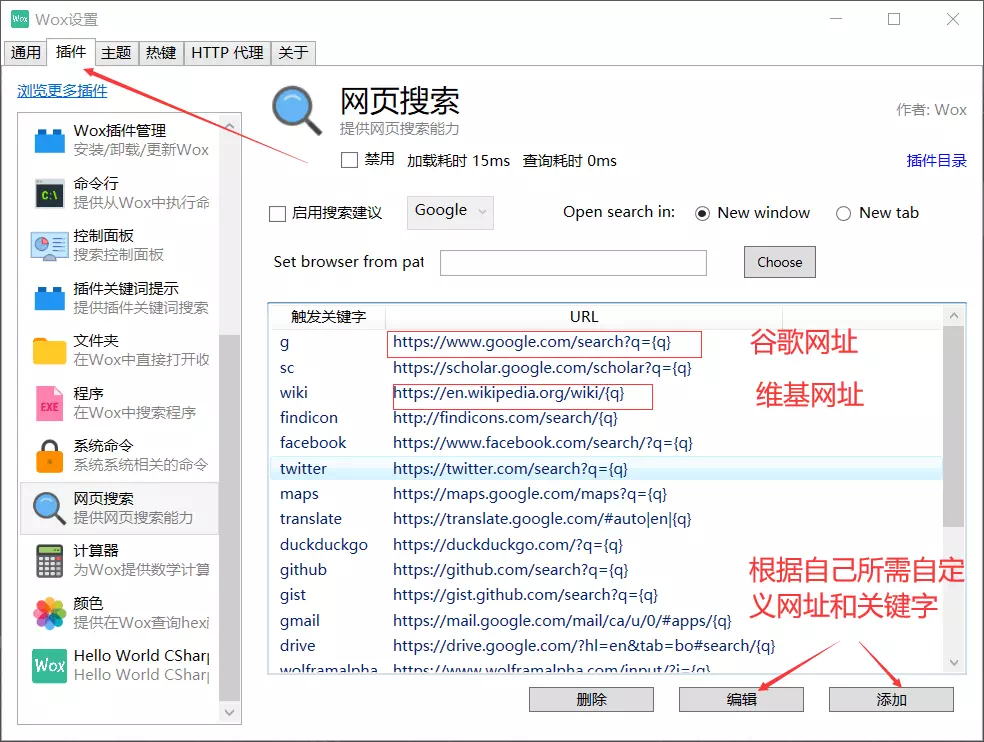 Wox Wox设置
通用 插件 主题 热键 HTTP 代理 关于
浏览更多插件
Wox插件管理
安装/卸载/更新Wox
C:\
命令行
提供从Wox中执行命
控制面板
搜索控制面板
插件关键词提示
提供插件关键词搜索
文件夹
在Wox中直接打开收
EXE
程序
在Wox中搜索程序
系统命令
系统系统相关的命令
网页搜索
提供网页搜索能力
计算器
为Wox提供数学计算
颜色
提供在Wox查询hexi
Wox
Hello World CSharp
Hello World CSharp
网页搜索
提供网页搜索能力
作者: Wox
禁用 加载耗时 15ms 查询耗时 0ms
插件目录
启用搜索建议 Google Open search in: New window New tab
Set browser from pat Choose
触发关键字 URL
g https://www.google.com/search?q={q}
谷歌网址
sc https://scholar.google.com/scholar?q={q}
wiki https://en.wikipedia.org/wiki/{q}
维基网址
findicon http://findicons.com/search/{q}
facebook https://www.facebook.com/search/?q={q}
twitter https://twitter.com/search?q={q}
maps https://maps.google.com/maps?q={q}
translate https://translate.google.com/#auto|en|{q}
duckduckgo https://duckduckgo.com/?q={q}
github https://github.com/search?q={q}
gist https://gist.github.com/search?q={q}
gmail https://mail.google.com/mail/ca/u/0/#apps/{q}
drive https://drive.google.com/?hl=en&tab=bo#search/{q}
wolframalpha https://www.wolframalpha.com/input/?i={q}
根据自己所需自定
义网址和关键字
删除 编辑 添加